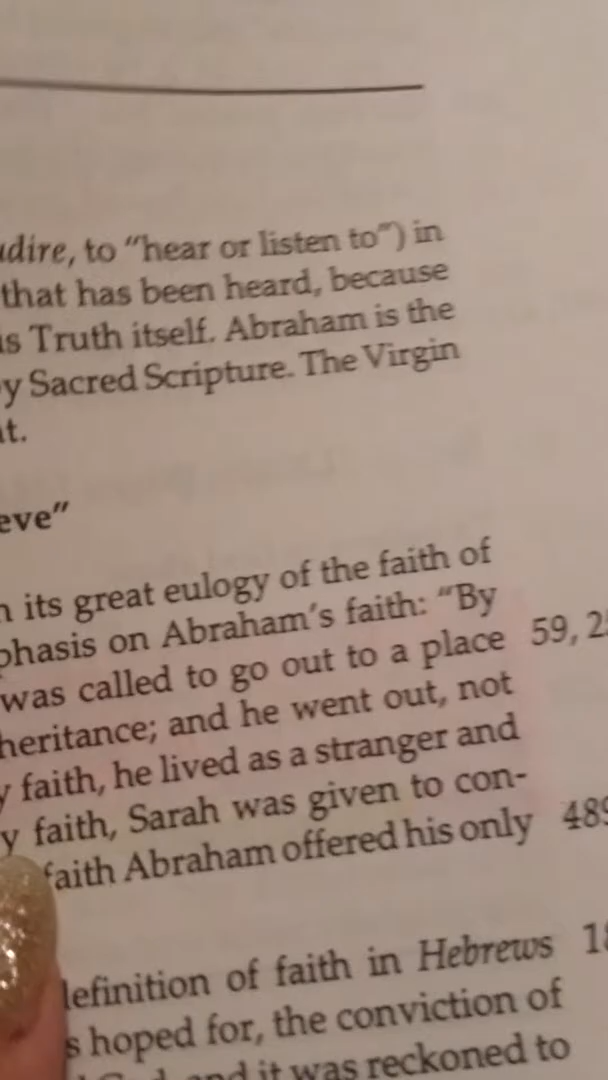 udire, to “hear or listen to”) in
that has been heard, because
is Truth itself. Abraham is the
y Sacred Scripture. The Virgin
t.
eve”
n its great eulogy of the faith of
phasis on Abraham’s faith: “By
was called to go out to a place 59, 2
heritance; and he went out, not
y faith, he lived as a stranger and
y faith, Sarah was given to con-
faith Abraham offered his only 489
definition of faith in Hebrews 1
s hoped for, the conviction of
and it was reckoned to